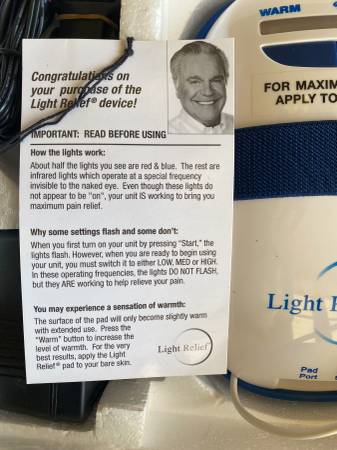 Congratulations on
your purchase of the
Light Relief® device!
IMPORTANT: READ BEFORE USING
How the lights work:
About half the lights you see are red & blue. The rest are
infrared lights which operate at a special frequency
invisible to the naked eye. Even though these lights do
not appear to be "on", your unit IS working to bring you
maximum pain relief.
Why some settings flash and some don't:
When you first turn on your unit by pressing "Start," the
lights flash. However, when you are ready to begin using
your unit, you must switch it to either LOW, MED or HIGH.
In these operating frequencies, the lights DO NOT FLASH,
but they ARE working to help relieve your pain.
You may experience a sensation of warmth:
The surface of the pad will only become slightly warm
with extended use. Press the
"Warm" button to increase the
level of warmth. For the very
best results, apply the Light
Relief® pad to your bare skin.
Light Relief
WARM
FOR MAXIM
APPLY TO
Light R
Pad
Port